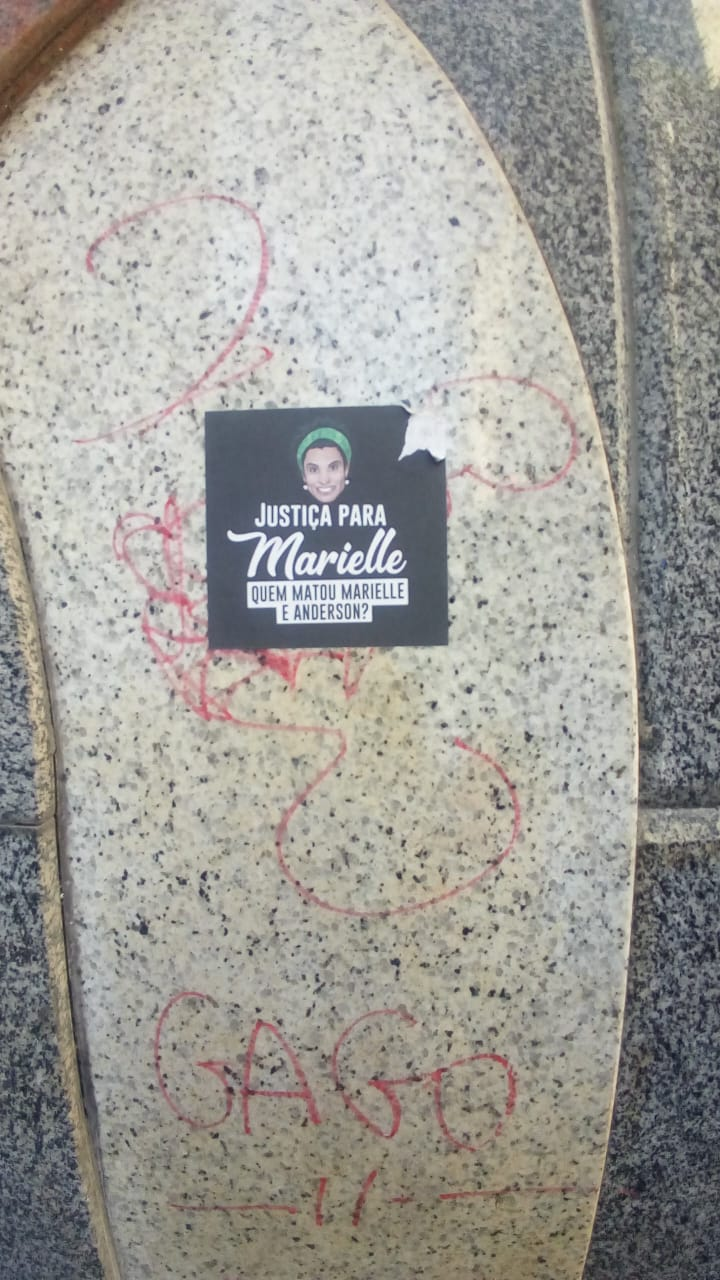 JUSTIÇA PARA
Marielle
QUEM MATOU MARIELLE
E ANDERSON?
GAGO